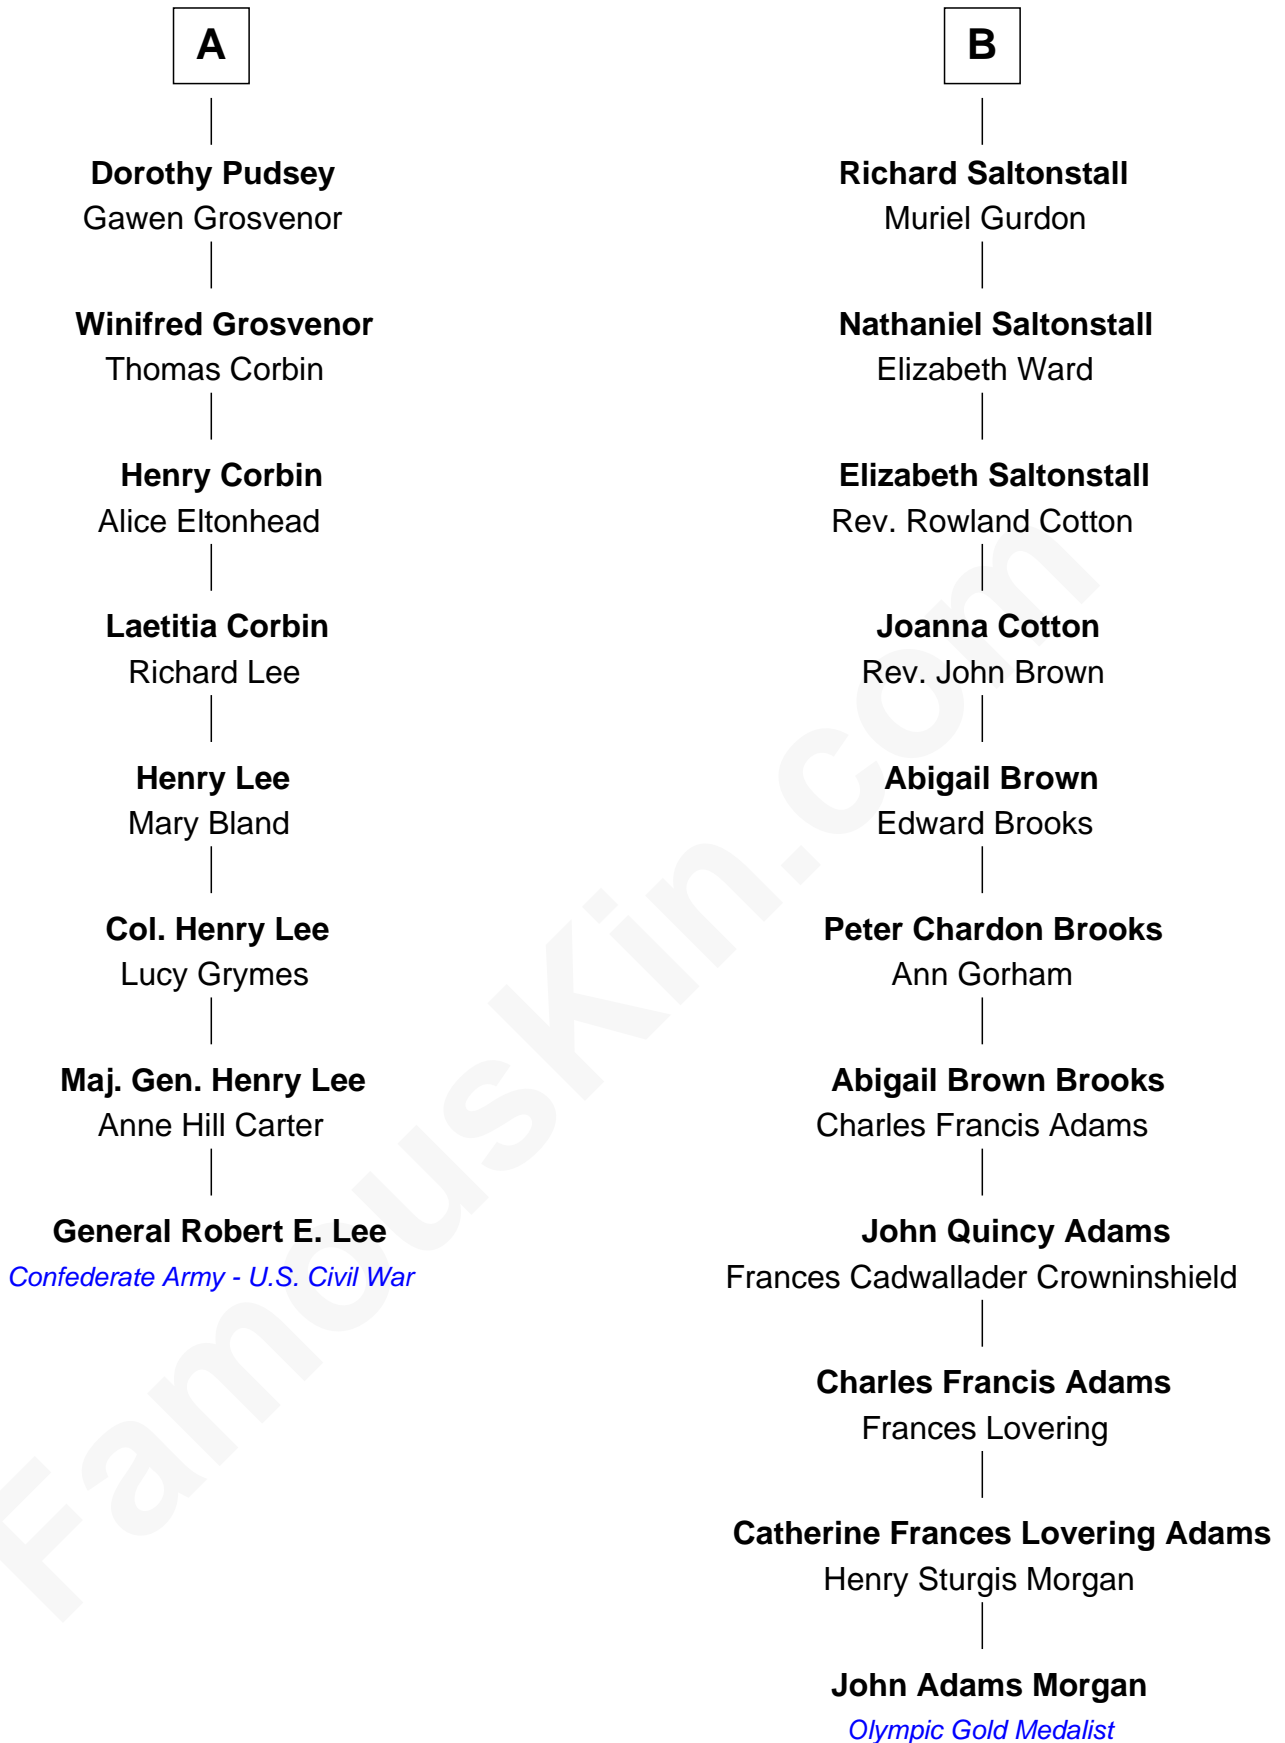 A
Dorothy Pudsey
Gawen Grosvenor
Winifred Grosvenor
Thomas Corbin
Henry Corbin
Alice Eltonhead
Laetitia Corbin
Richard Lee
Henry Lee
Mary Bland
Col. Henry Lee
Lucy Grymes
Maj. Gen. Henry Lee
Anne Hill Carter
General Robert E. Lee
Confederate Army - U.S. Civil War
B
Richard Saltonstall
Muriel Gurdon
Nathaniel Saltonstall
Elizabeth Ward
Elizabeth Saltonstall
Rev. Rowland Cotton
Joanna Cotton
Rev. John Brown
Abigail Brown
Edward Brooks
Peter Chardon Brooks
Ann Gorham
Abigail Brown Brooks
Charles Francis Adams
John Quincy Adams
Frances Cadwallader Crowninshield
Charles Francis Adams
Frances Lovering
Catherine Frances Lovering Adams
Henry Sturgis Morgan
John Adams Morgan
Olympic Gold Medalist
FamousKin.com